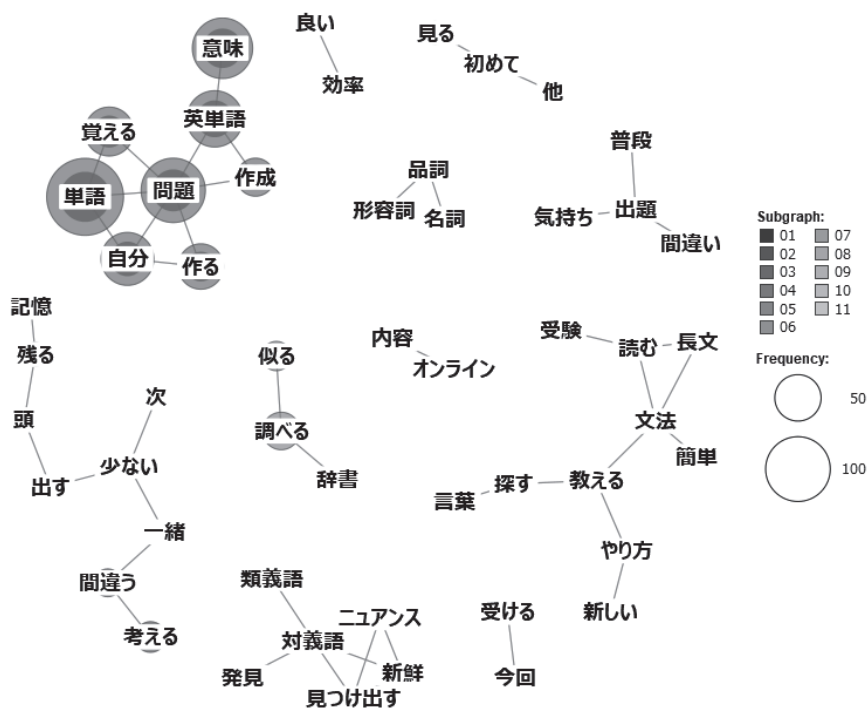 良い
効率
見る
初めて
他
意味
英単語
覚える
単語
問題
作成
自分
作る
品詞
形容詞
名詞
普段
気持ち
出題
間違い
Subgraph:
01
02
03
04
05
06
07
08
09
10
11
Frequency:
50
100
記憶
残る
頭
出す
少ない
次
一緒
間違う
考える
似る
調べる
辞書
内容
オンライン
受験
読む
長文
文法
簡単
教える
探す
言葉
やり方
新しい
類義語
ニュアンス
対義語
発見
新鮮
見つけ出す
受ける
今回